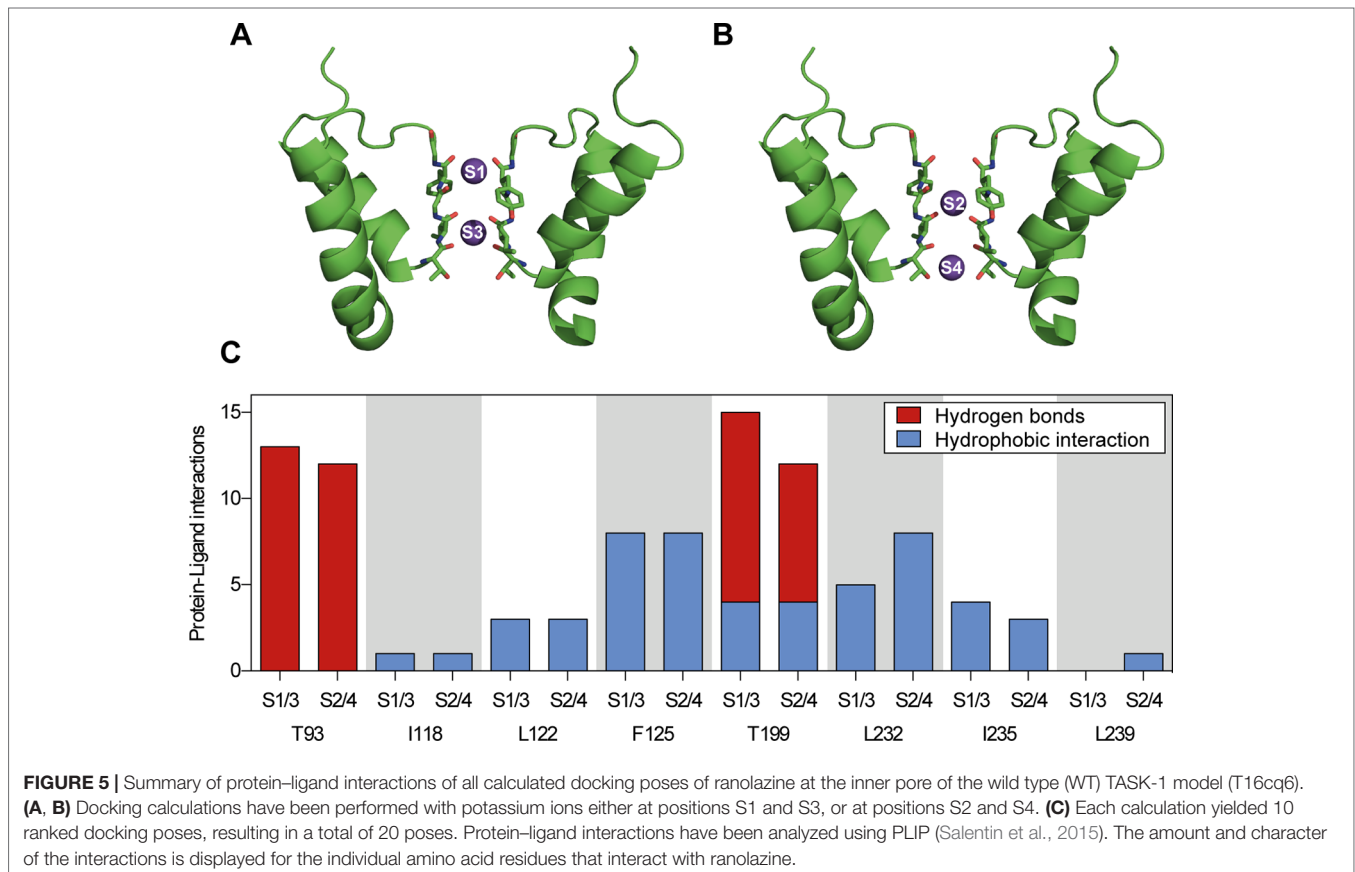 A
B
S1
S3
S2
S4
C
Protein-Ligand interactions
15
10
5
0
Hydrogen bonds
Hydrophobic interaction
S1/3 S2/4 S1/3 S2/4 S1/3 S2/4 S1/3 S2/4 S1/3 S2/4 S1/3 S2/4 S1/3 S2/4 S1/3 S2/4
T93 I118 L122 F125 T199 L232 I235 L239
FIGURE 5 | Summary of protein–ligand interactions of all calculated docking poses of ranolazine at the inner pore of the wild type (WT) TASK-1 model (T16cq6).
(A, B) Docking calculations have been performed with potassium ions either at positions S1 and S3, or at positions S2 and S4. (C) Each calculation yielded 10
ranked docking poses, resulting in a total of 20 poses. Protein–ligand interactions have been analyzed using PLIP (Salentin et al., 2015). The amount and character
of the interactions is displayed for the individual amino acid residues that interact with ranolazine.